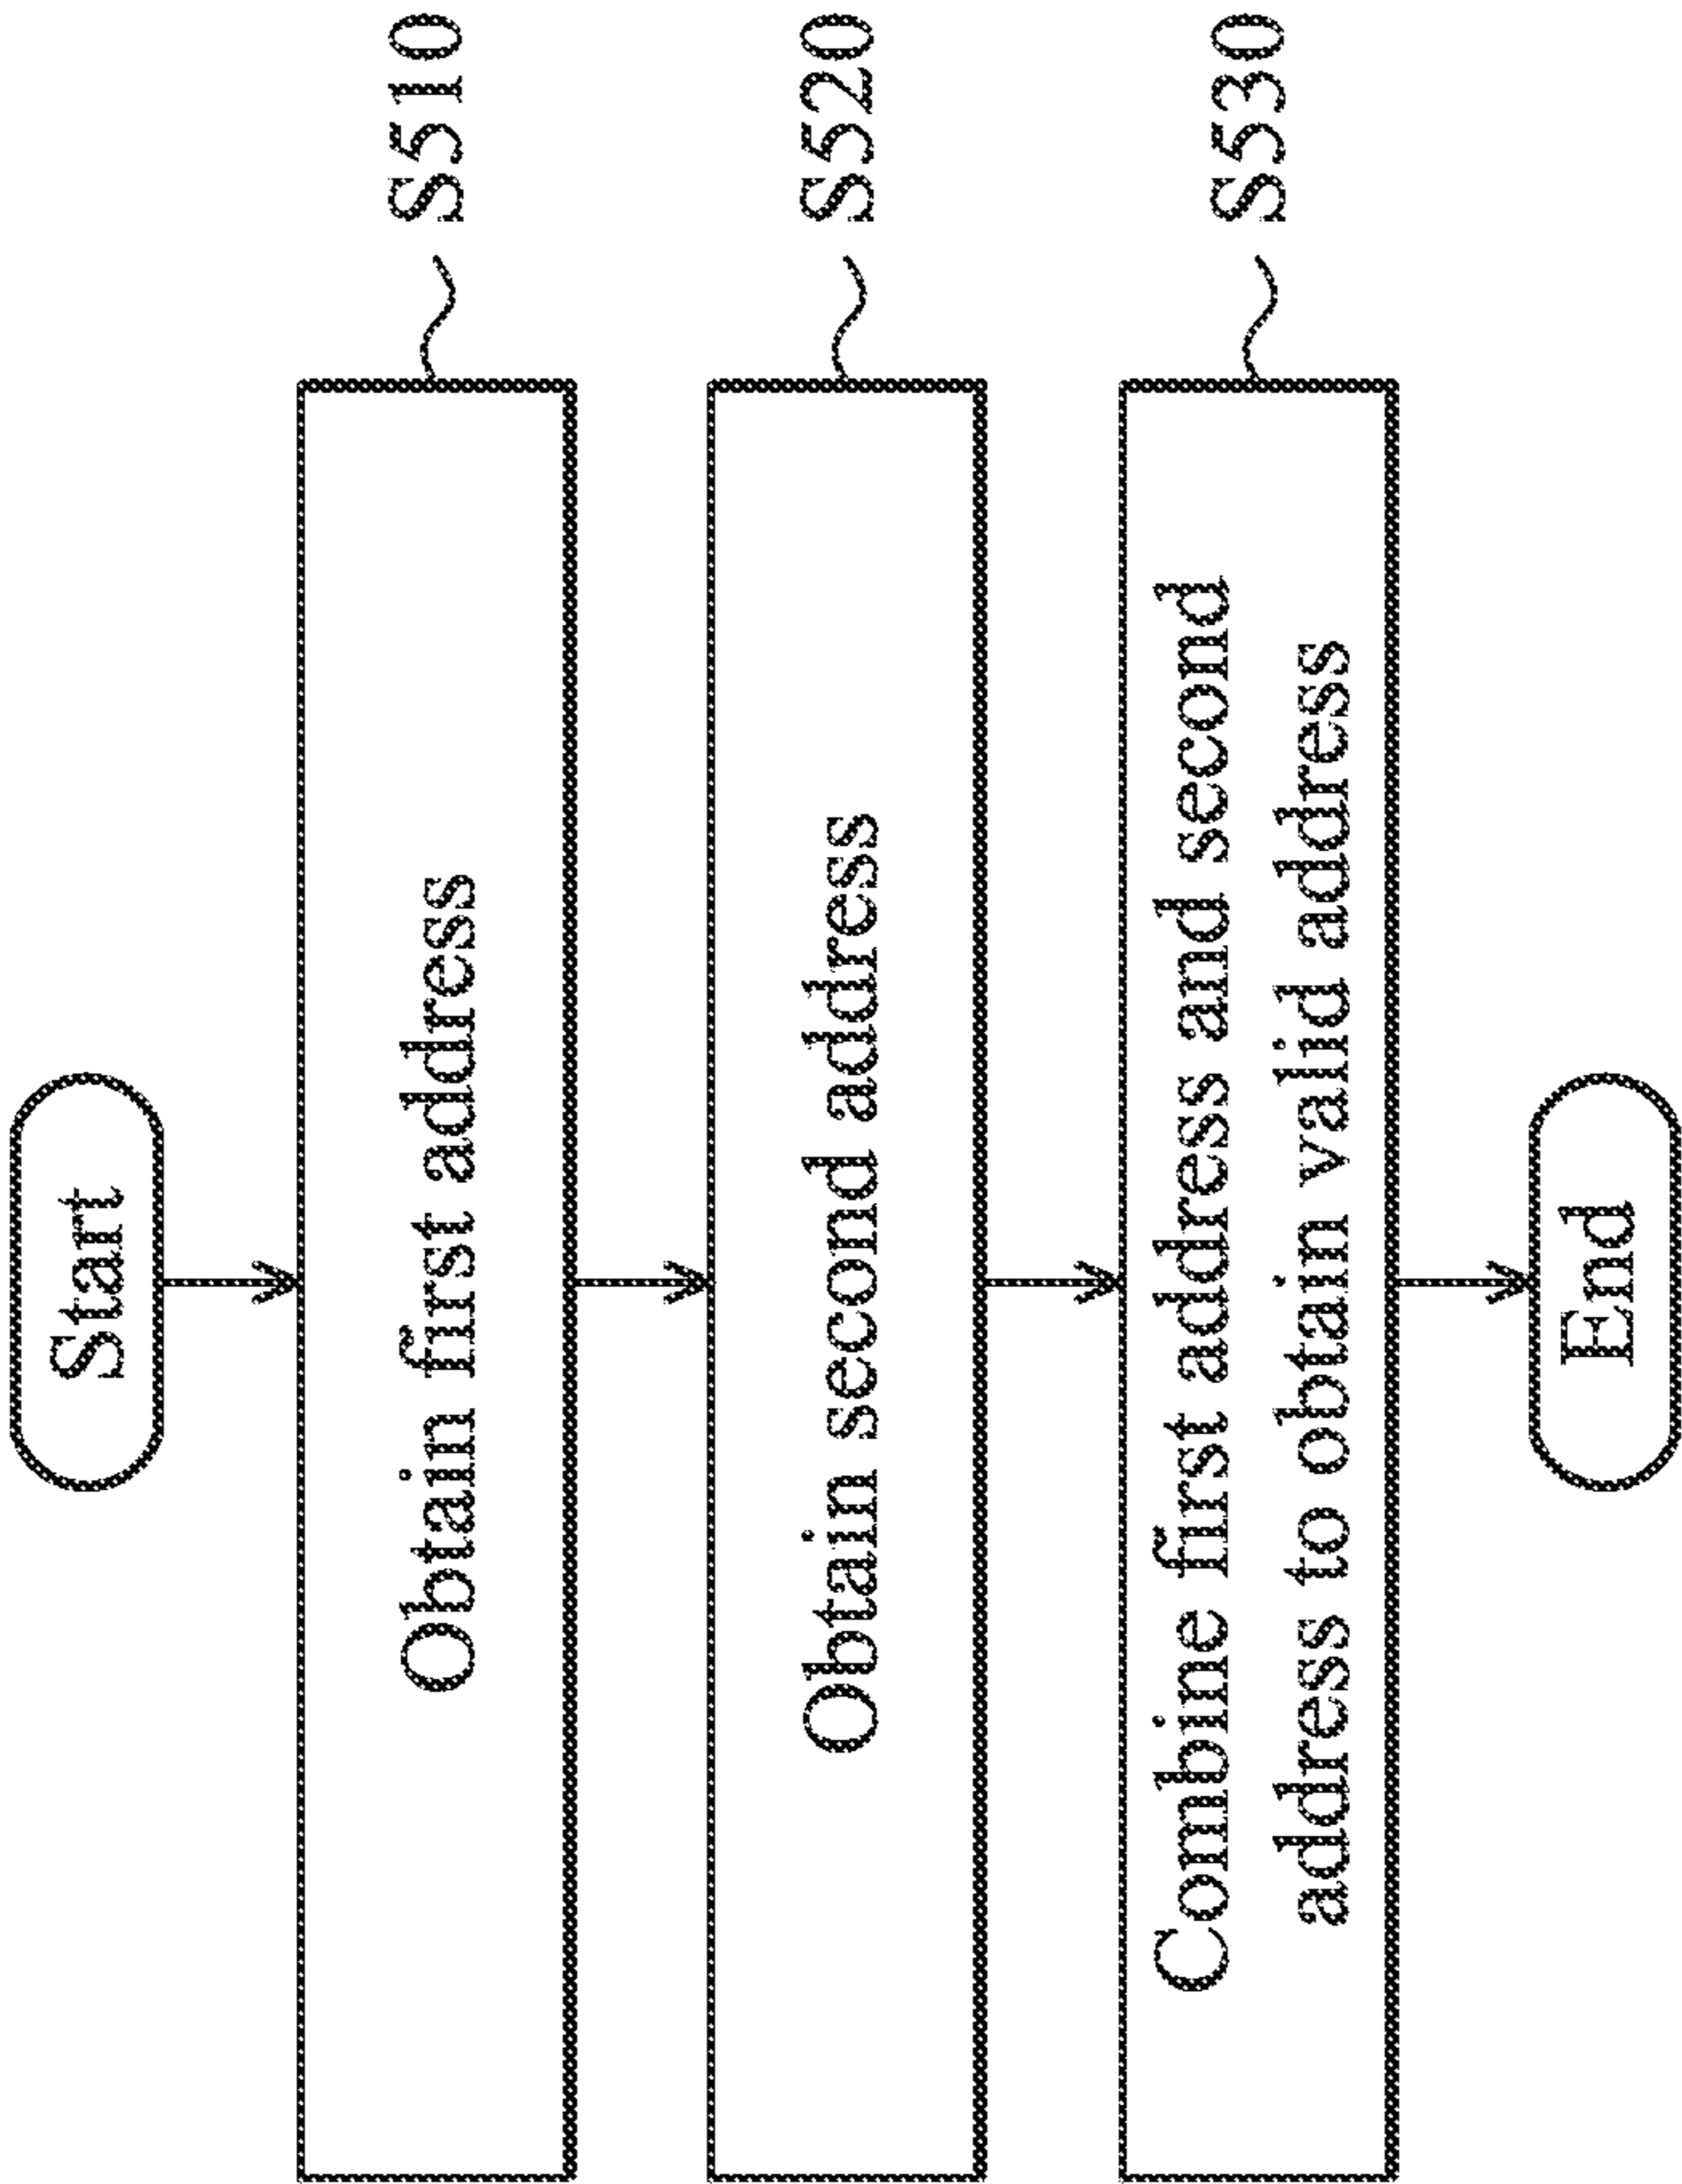 Start
Obtain first address
S510
Obtain second address
S520
Combine first address and second
address to obtain valid address
S530
End